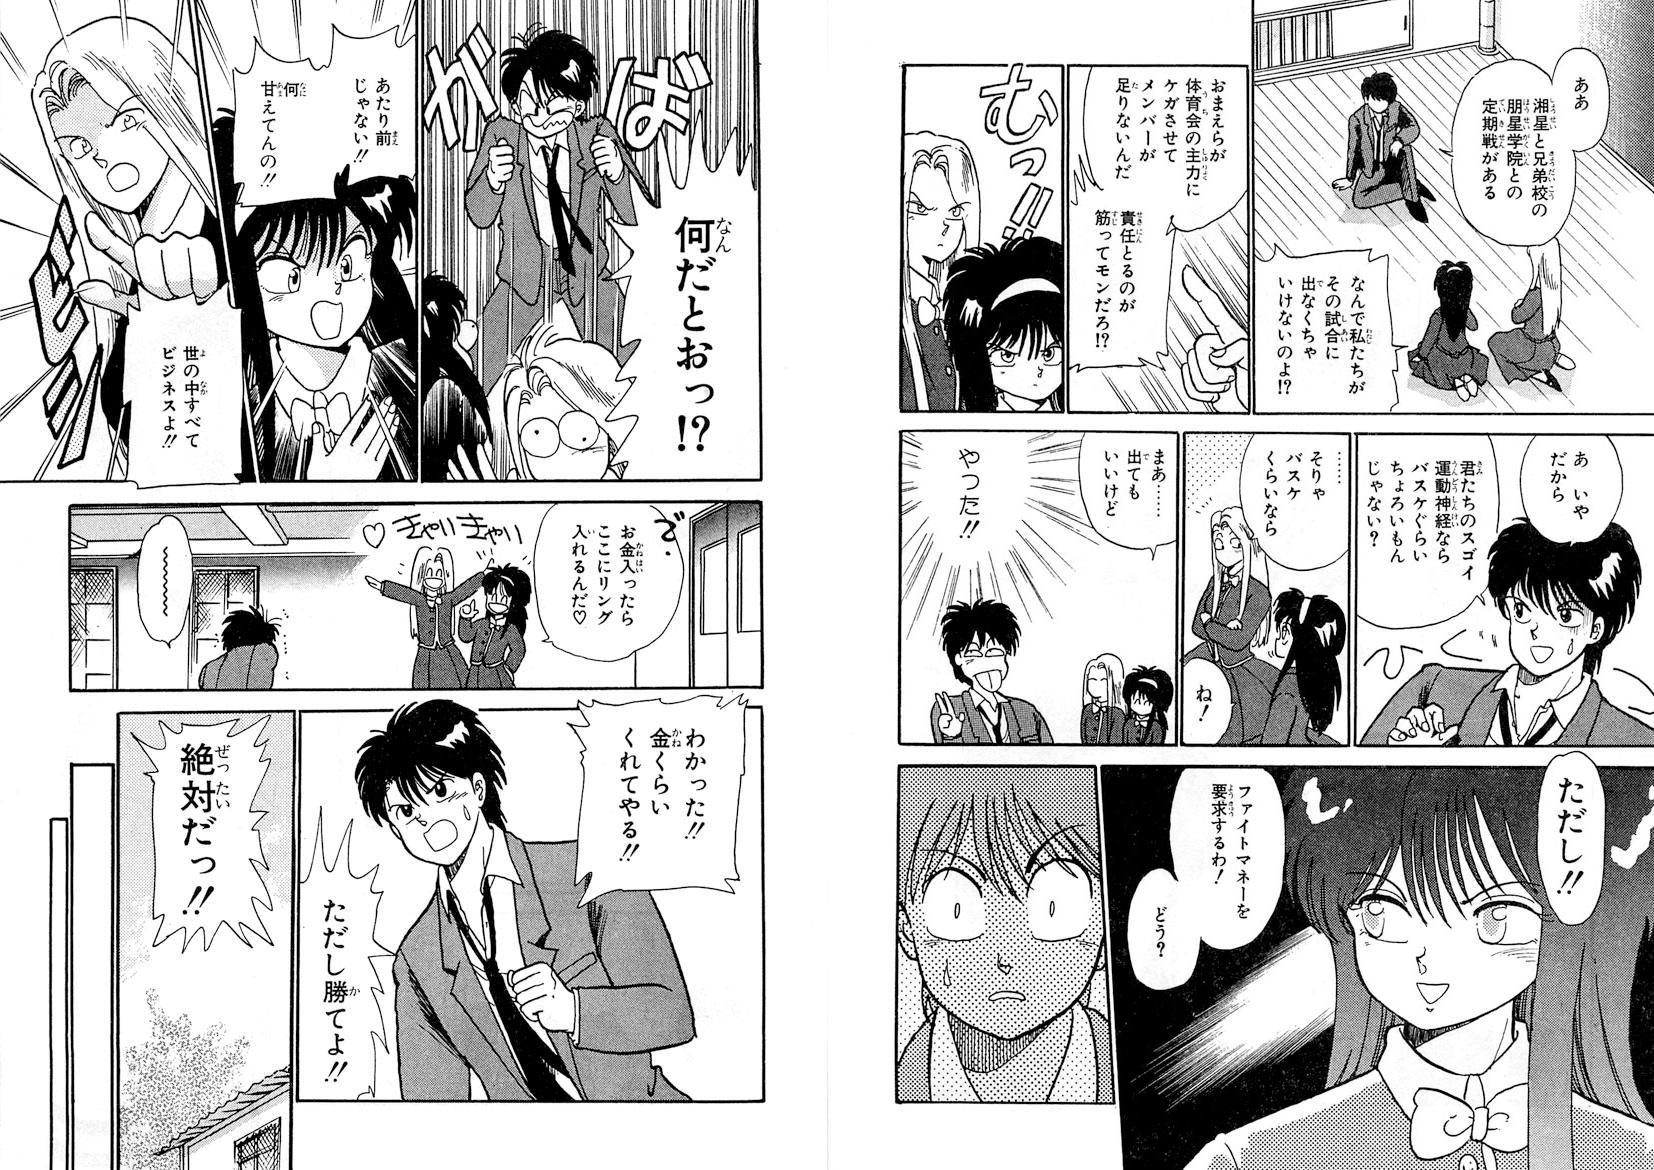 ああ
湘星と兄弟校の
朋星学院との
定期戦がある
なんで私たちが
その試合に
出なくちゃ
いけないのよ!?
おまえらが
体育会の主力に
ケガさせて
メンバーが
足りないんだ
責任とるのが
筋ってモンだろ!?
むっ!!
あ いや
だから
君たちのスゴイ
運動神経なら
バスケぐらい
ちょろいもん
じゃない?
………
そりゃ
バスケ
くらいなら
ね!
まあ……
出ても
いいけど
やった!!
ただし!!
ファイトマネーを
要求するわ!
どう?
がば
何だとおっ!?
あたり前
じゃない!!
何
甘えてんの!!
世の中すべて
ビジネスよ!!
で、
お金入ったら
ここにリング
入れるんだ♡
きゃいきゃい
♡
わかった!!
金くらい
くれてやる!!
ただし勝てよ!!
絶対だっ!!